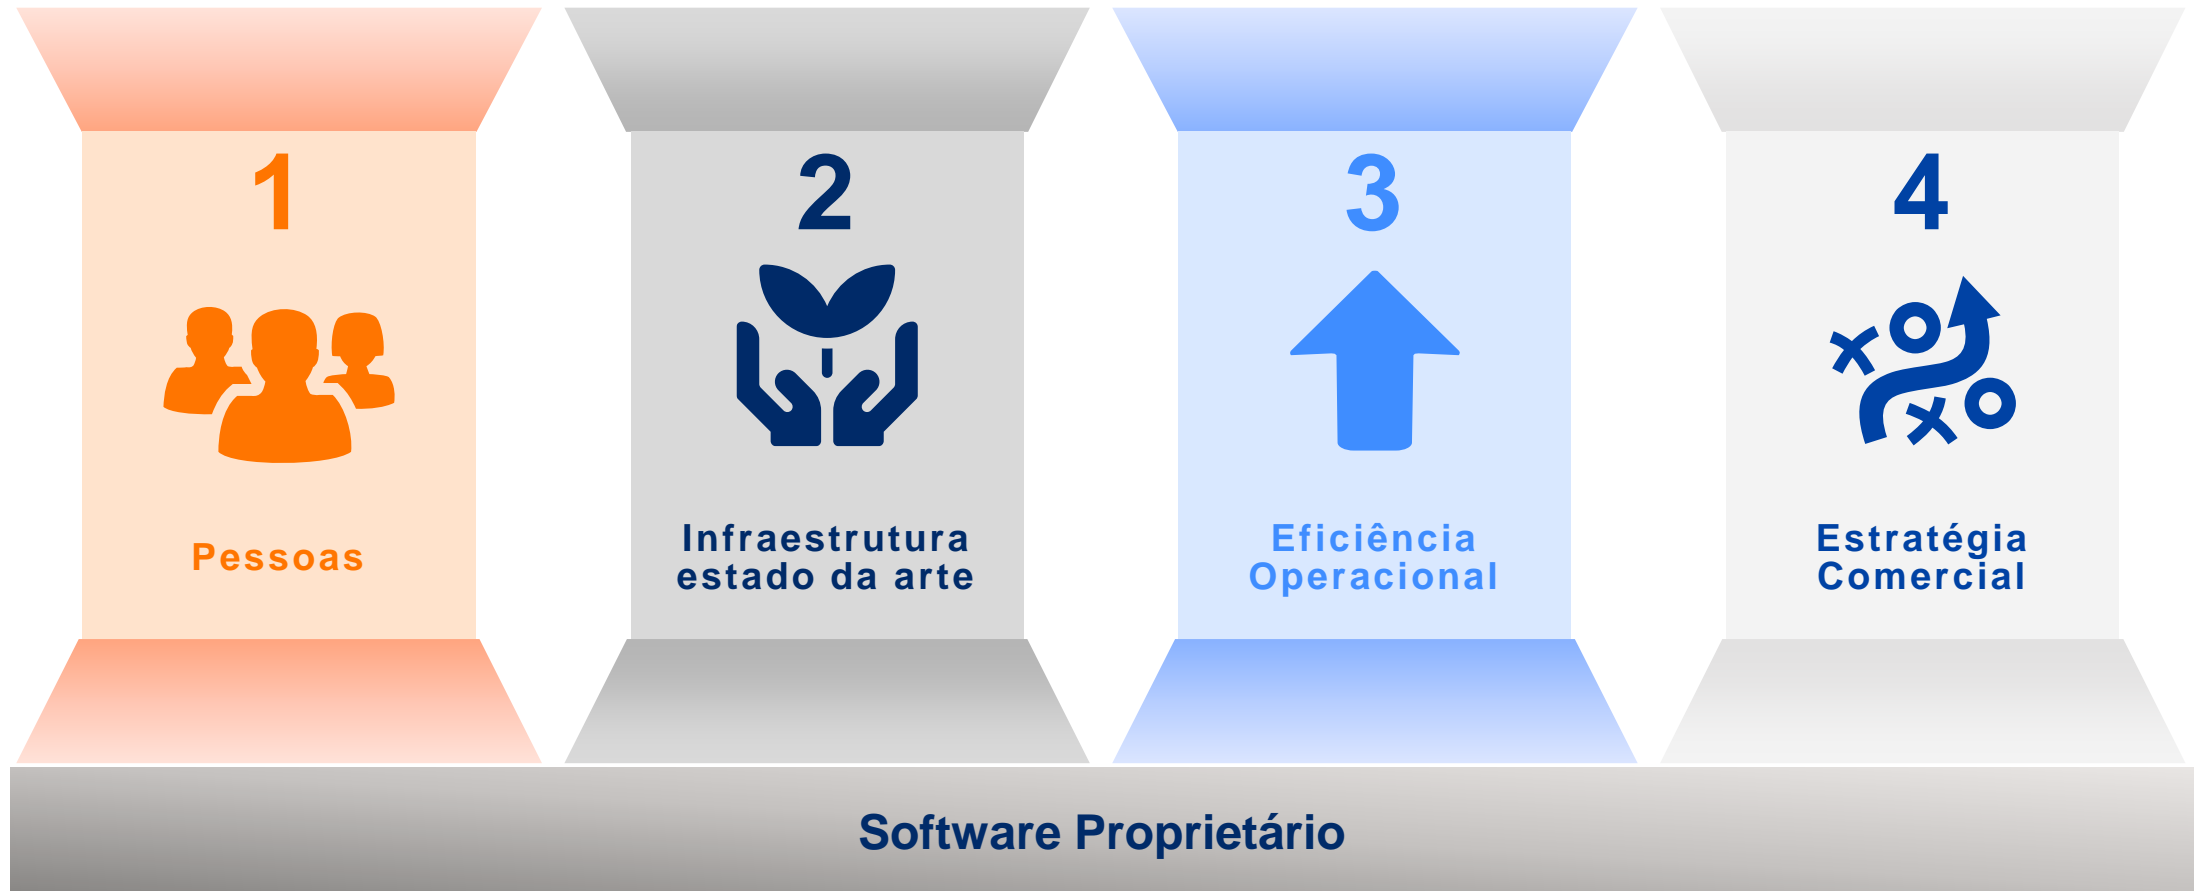 1
Pessoas
2
Infraestrutura
estado da arte
3
Eficiência
Operacional
4
Estratégia
Comercial
Software Proprietário